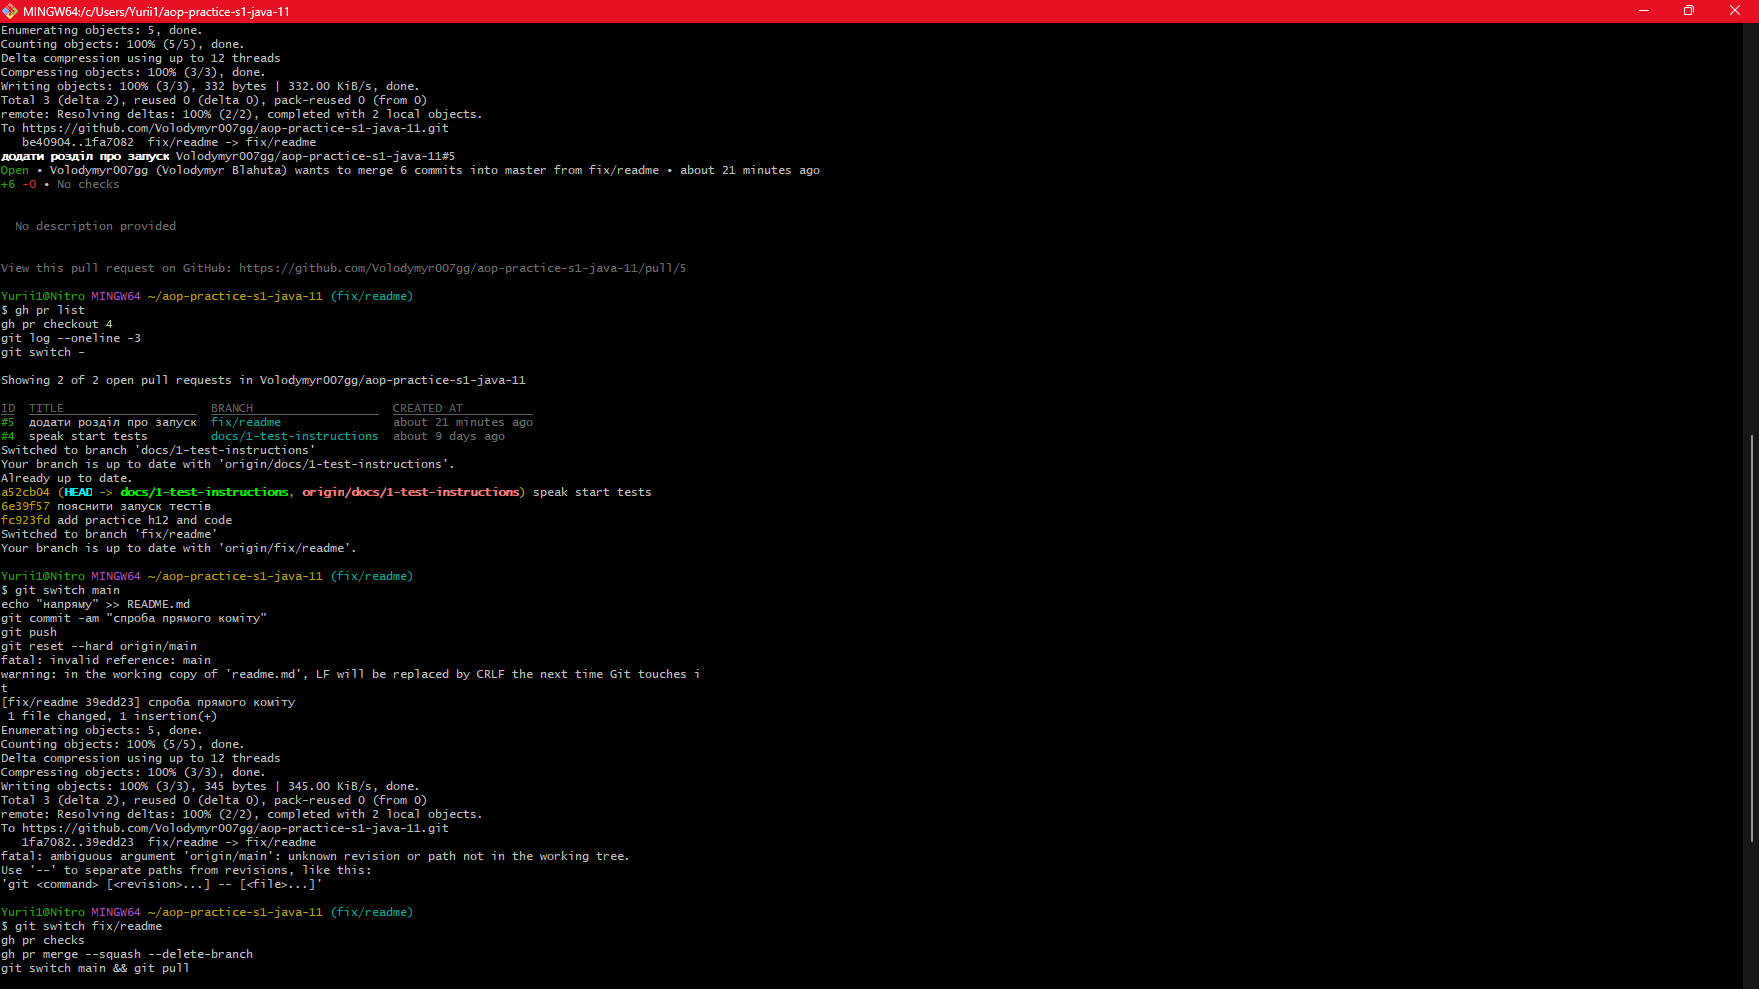 MINGW64:/c/Users/Yurii1/aop-practice-s1-java-11
Enumerating objects: 5, done.
Counting objects: 100% (5/5), done.
Delta compression using up to 12 threads
Compressing objects: 100% (3/3), done.
Writing objects: 100% (3/3), 332 bytes | 332.00 KiB/s, done.
Total 3 (delta 2), reused 0 (delta 0), pack-reused 0 (from 0)
remote: Resolving deltas: 100% (2/2), completed with 2 local objects.
To https://github.com/Volodymyr007gg/aop-practice-s1-java-11.git
   be40904..1fa7082  fix/readme -> fix/readme
додати розділ про запуск Volodymyr007gg/aop-practice-s1-java-11#5
Open • Volodymyr007gg (Volodymyr Blahuta) wants to merge 6 commits into master from fix/readme • about 21 minutes ago
+6 -0 • No checks
No description provided
View this pull request on GitHub: https://github.com/Volodymyr007gg/aop-practice-s1-java-11/pull/5
Yurii1@Nitro MINGW64 ~/aop-practice-s1-java-11 (fix/readme)
$ gh pr list
gh pr checkout 4
git log --oneline -3
git switch -
Showing 2 of 2 open pull requests in Volodymyr007gg/aop-practice-s1-java-11
ID  TITLE  BRANCH  CREATED AT
#5  додати розділ про запуск  fix/readme  about 21 minutes ago
#4  speak start tests  docs/1-test-instructions  about 9 days ago
Switched to branch 'docs/1-test-instructions'
Your branch is up to date with 'origin/docs/1-test-instructions'.
Already up to date.
a52cb04 (HEAD -> docs/1-test-instructions, origin/docs/1-test-instructions) speak start tests
6e39f57 пояснити запуск тестів
fc923fd add practice h12 and code
Switched to branch 'fix/readme'
Your branch is up to date with 'origin/fix/readme'.
Yurii1@Nitro MINGW64 ~/aop-practice-s1-java-11 (fix/readme)
$ git switch main
echo "напряму" >> README.md
git commit -am "спроба прямого коміту"
git push
git reset --hard origin/main
fatal: invalid reference: main
warning: in the working copy of 'readme.md', LF will be replaced by CRLF the next time Git touches i
t
[fix/readme 39edd23] спроба прямого коміту
 1 file changed, 1 insertion(+)
Enumerating objects: 5, done.
Counting objects: 100% (5/5), done.
Delta compression using up to 12 threads
Compressing objects: 100% (3/3), done.
Writing objects: 100% (3/3), 345 bytes | 345.00 KiB/s, done.
Total 3 (delta 2), reused 0 (delta 0), pack-reused 0 (from 0)
remote: Resolving deltas: 100% (2/2), completed with 2 local objects.
To https://github.com/Volodymyr007gg/aop-practice-s1-java-11.git
   1fa7082..39edd23  fix/readme -> fix/readme
fatal: ambiguous argument 'origin/main': unknown revision or path not in the working tree.
Use '--' to separate paths from revisions, like this:
'git <command> [<revision>...] -- [<file>...]'
Yurii1@Nitro MINGW64 ~/aop-practice-s1-java-11 (fix/readme)
$ git switch fix/readme
gh pr checks
gh pr merge --squash --delete-branch
git switch main && git pull